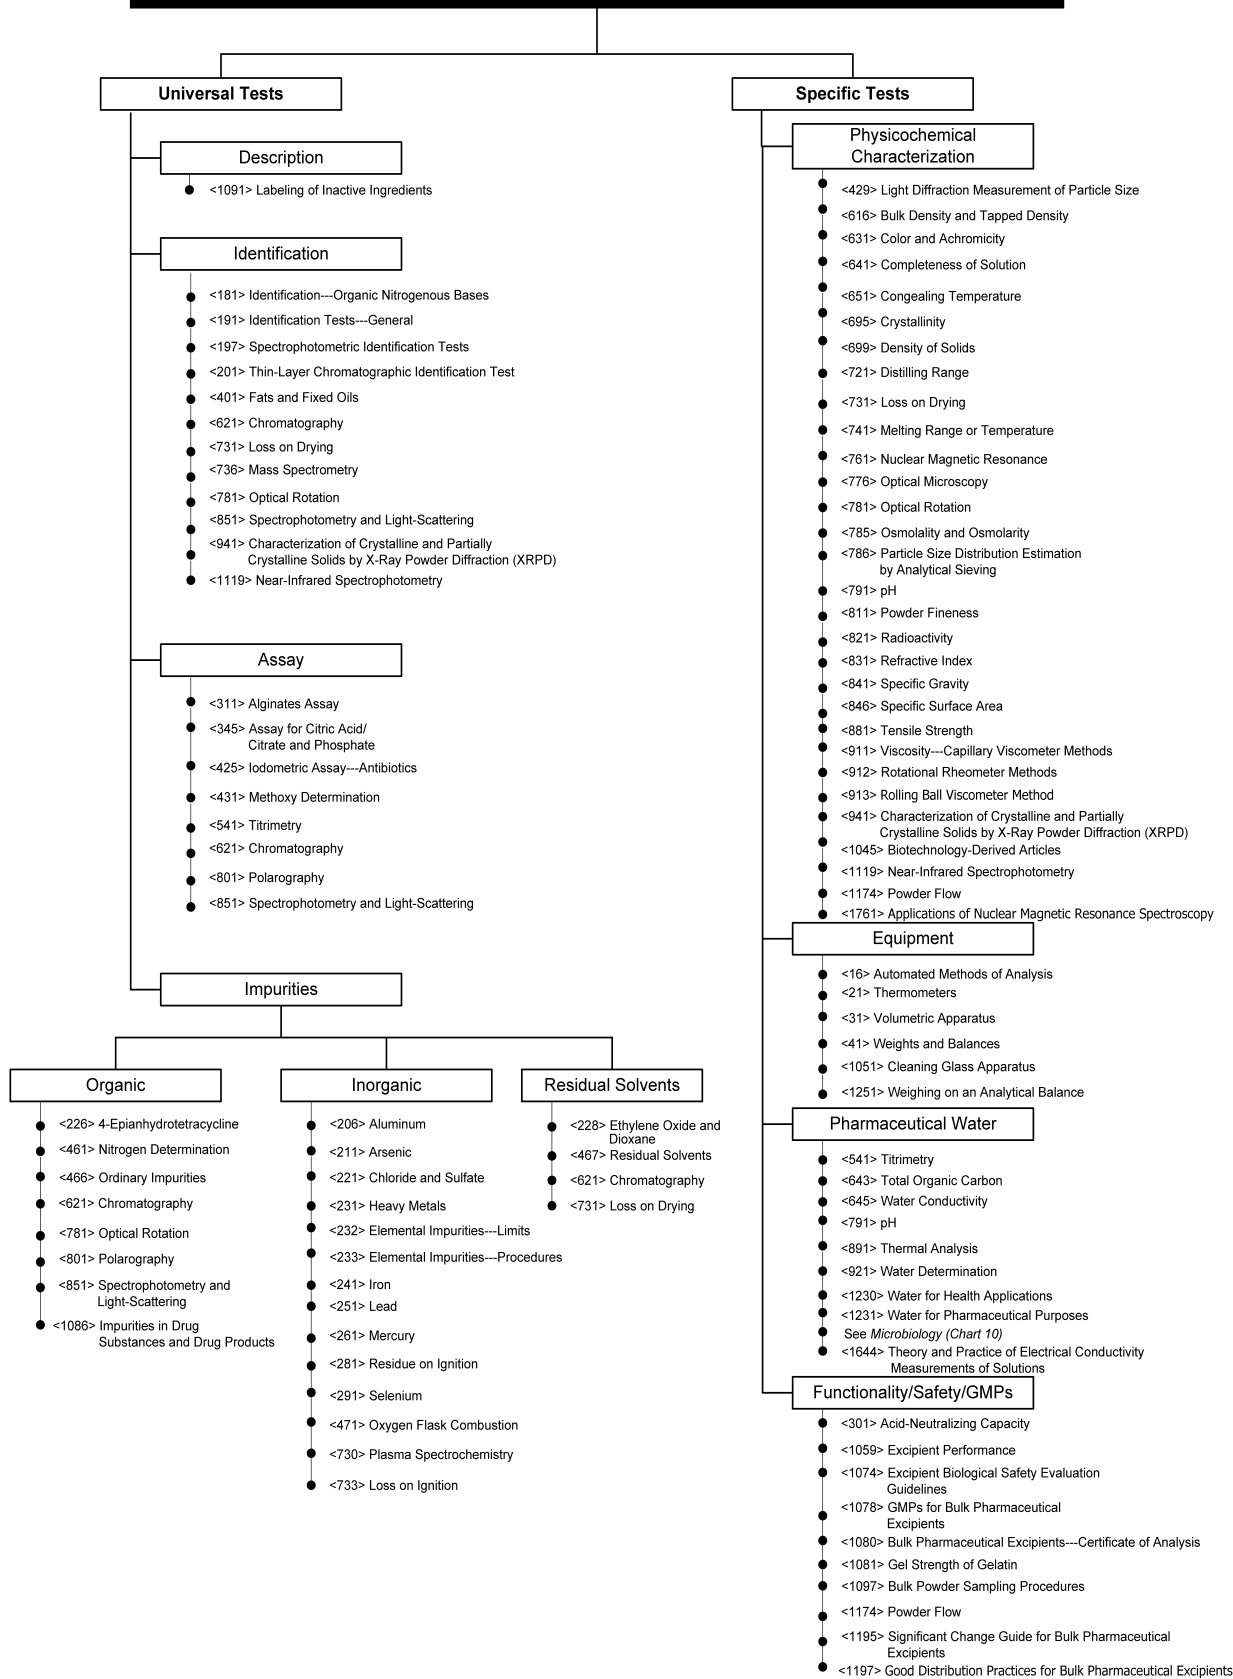 Universal Tests
Description
<1091> Labeling of Inactive Ingredients
Identification
<181> Identification---Organic Nitrogenous Bases
<191> Identification Tests---General
<197> Spectrophotometric Identification Tests
<201> Thin-Layer Chromatographic Identification Test
<401> Fats and Fixed Oils
<621> Chromatography
<731> Loss on Drying
<736> Mass Spectrometry
<781> Optical Rotation
<851> Spectrophotometry and Light-Scattering
<941> Characterization of Crystalline and Partially
Crystalline Solids by X-Ray Powder Diffraction (XRPD)
<1119> Near-Infrared Spectrophotometry
Assay
<311> Alginates Assay
<345> Assay for Citric Acid/
Citrate and Phosphate
<425> Iodometric Assay---Antibiotics
<431> Methoxy Determination
<541> Titrimetry
<621> Chromatography
<801> Polarography
<851> Spectrophotometry and Light-Scattering
Impurities
Organic
<226> 4-Epianhydrotetracycline
<461> Nitrogen Determination
<466> Ordinary Impurities
<621> Chromatography
<781> Optical Rotation
<801> Polarography
<851> Spectrophotometry and
Light-Scattering
<1086> Impurities in Drug
Substances and Drug Products
Inorganic
<206> Aluminum
<211> Arsenic
<221> Chloride and Sulfate
<231> Heavy Metals
<232> Elemental Impurities---Limits
<233> Elemental Impurities---Procedures
<241> Iron
<251> Lead
<261> Mercury
<281> Residue on Ignition
<291> Selenium
<471> Oxygen Flask Combustion
<730> Plasma Spectrochemistry
<733> Loss on Ignition
Residual Solvents
<228> Ethylene Oxide and
Dioxane
<467> Residual Solvents
<621> Chromatography
<731> Loss on Drying
Specific Tests
Physicochemical
Characterization
<429> Light Diffraction Measurement of Particle Size
<616> Bulk Density and Tapped Density
<631> Color and Achromicity
<641> Completeness of Solution
<651> Congealing Temperature
<695> Crystallinity
<699> Density of Solids
<721> Distilling Range
<731> Loss on Drying
<741> Melting Range or Temperature
<761> Nuclear Magnetic Resonance
<776> Optical Microscopy
<781> Optical Rotation
<785> Osmolality and Osmolarity
<786> Particle Size Distribution Estimation
by Analytical Sieving
<791> pH
<811> Powder Fineness
<821> Radioactivity
<831> Refractive Index
<841> Specific Gravity
<846> Specific Surface Area
<881> Tensile Strength
<911> Viscosity---Capillary Viscometer Methods
<912> Rotational Rheometer Methods
<913> Rolling Ball Viscometer Method
<941> Characterization of Crystalline and Partially
Crystalline Solids by X-Ray Powder Diffraction (XRPD)
<1045> Biotechnology-Derived Articles
<1119> Near-Infrared Spectrophotometry
<1174> Powder Flow
<1761> Applications of Nuclear Magnetic Resonance Spectroscopy
Equipment
<16> Automated Methods of Analysis
<21> Thermometers
<31> Volumetric Apparatus
<41> Weights and Balances
<1051> Cleaning Glass Apparatus
<1251> Weighing on an Analytical Balance
Pharmaceutical Water
<541> Titrimetry
<643> Total Organic Carbon
<645> Water Conductivity
<791> pH
<891> Thermal Analysis
<921> Water Determination
<1230> Water for Health Applications
<1231> Water for Pharmaceutical Purposes
See Microbiology (Chart 10)
<1644> Theory and Practice of Electrical Conductivity
Measurements of Solutions
Functionality/Safety/GMPs
<301> Acid-Neutralizing Capacity
<1059> Excipient Performance
<1074> Excipient Biological Safety Evaluation
Guidelines
<1078> GMPs for Bulk Pharmaceutical
Excipients
<1080> Bulk Pharmaceutical Excipients---Certificate of Analysis
<1081> Gel Strength of Gelatin
<1097> Bulk Powder Sampling Procedures
<1174> Powder Flow
<1195> Significant Change Guide for Bulk Pharmaceutical
Excipients
<1197> Good Distribution Practices for Bulk Pharmaceutical Excipients